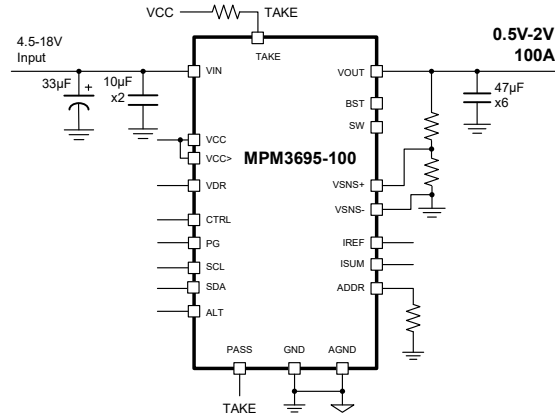 VCC
TAKE
4.5-18V
Input
33µF
+
10µF
x2
0.5V-2V
100A
47µF
x6
TAKE
VIN
VOUT
BST
SW
VCC
VCC>
MPM3695-100
VDR
VSNS+
VSNS-
CTRL
PG
IREF
ISUM
SCL
SDA
ADDR
ALT
PASS
GND
AGND
TAKE